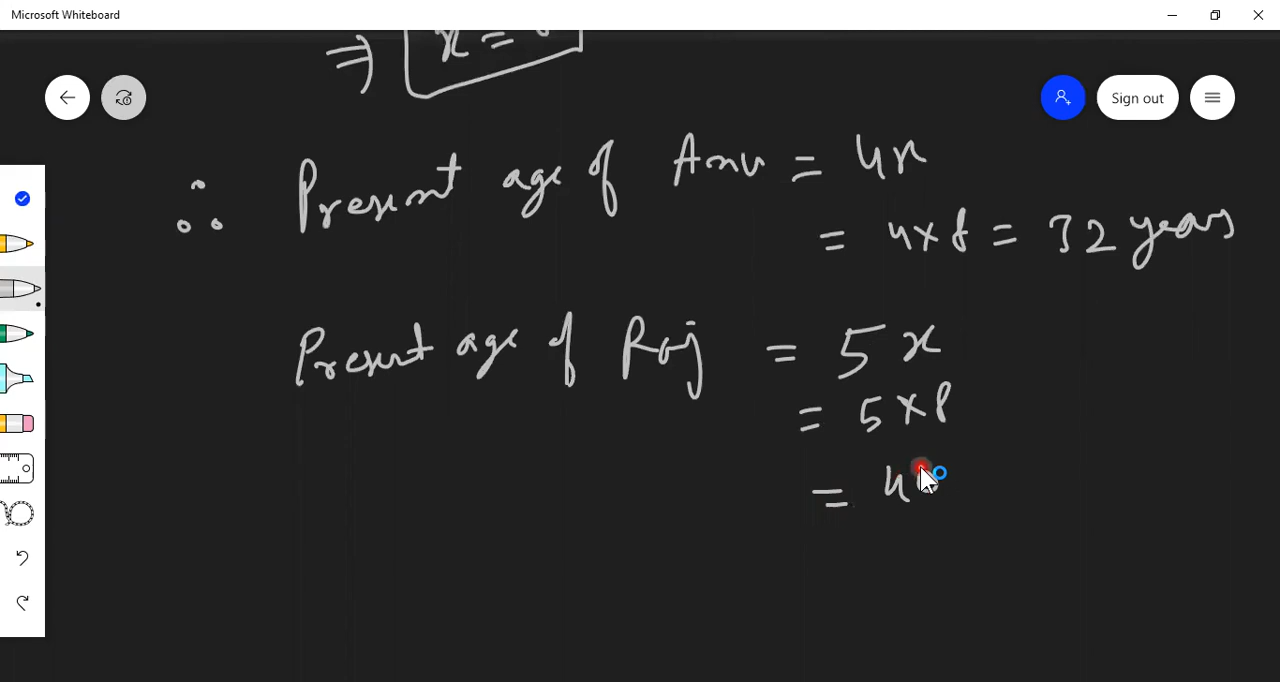 Microsoft Whiteboard
⇒ x =
Sign out
∴ Present age of Anu = 4x
= 4×8 = 32 years
Present age of Raj = 5x
= 5×8
= 4